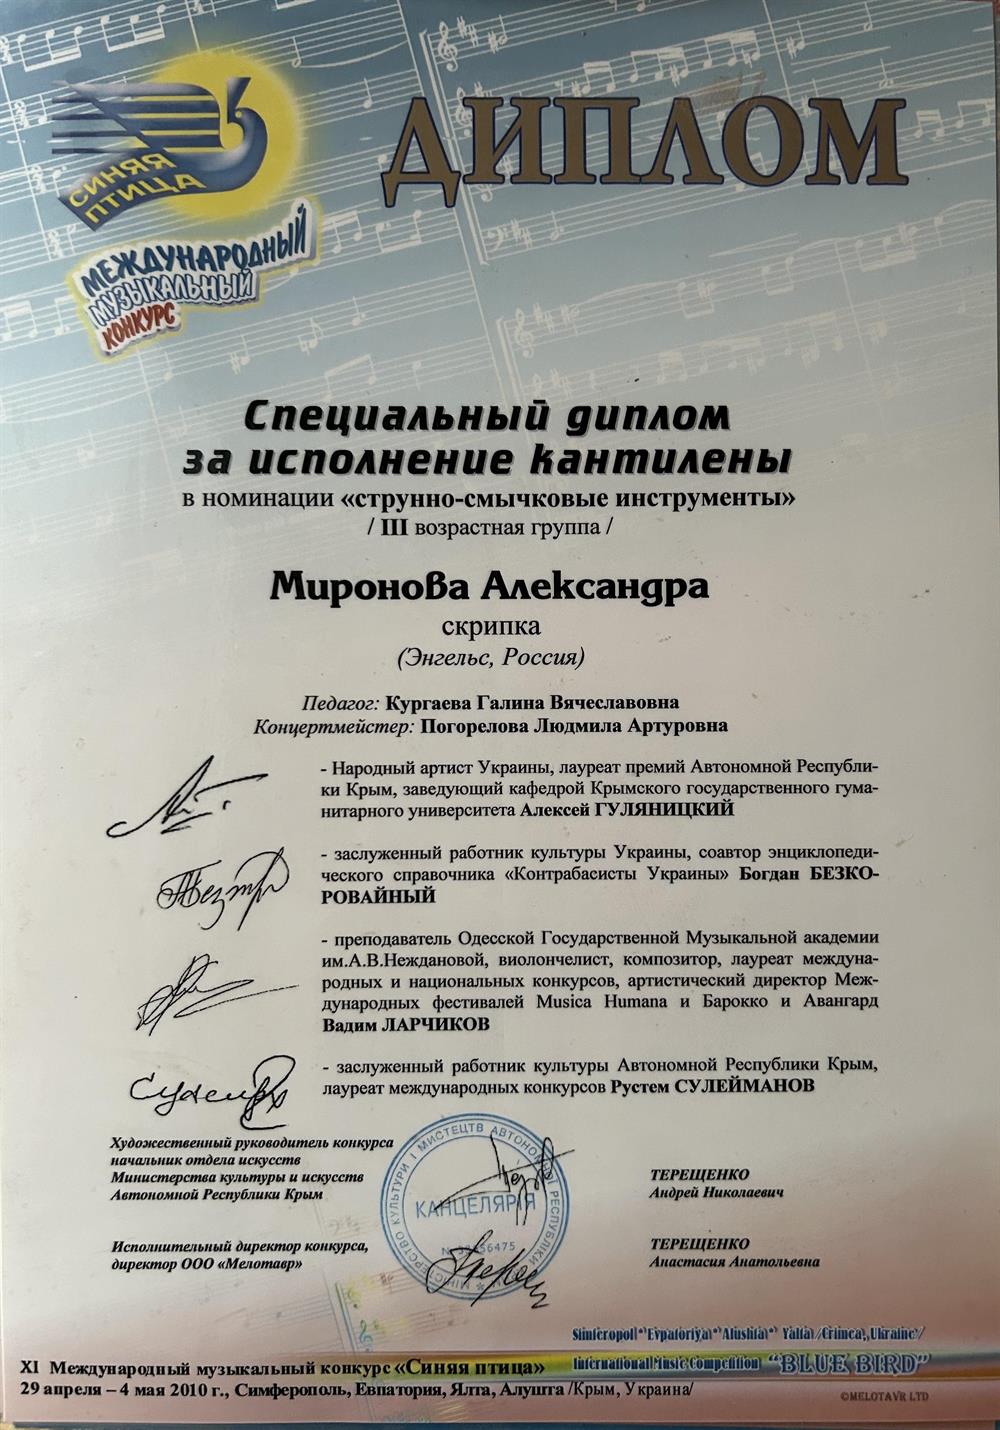 СИНЯЯ
ПТИЦА
МЕЖДУНАРОДНЫЙ
МУЗЫКАЛЬНЫЙ
КОНКУРС
ДИПЛОМ
Специальный диплом
за исполнение кантилены
в номинации «струнно-смычковые инструменты»
/ III возрастная группа /
Миронова Александра
скрипка
(Энгельс, Россия)
Педагог: Кургаева Галина Вячеславовна
Концертмейстер: Погорелова Людмила Артуровна
- Народный артист Украины, лауреат премий Автономной Республи-
ки Крым, заведующий кафедрой Крымского государственного гума-
нитарного университета Алексей ГУЛЯНИЦКИЙ
- заслуженный работник культуры Украины, соавтор энциклопеди-
ческого справочника «Контрабасисты Украины» Богдан БЕЗКО-
РОВАЙНЫЙ
- преподаватель Одесской Государственной Музыкальной академии
им.А.В.Неждановой, виолончелист, композитор, лауреат междуна-
родных и национальных конкурсов, артистический директор Меж-
дународных фестивалей Musica Humana и Барокко и Авангард
Вадим ЛАРЧИКОВ
- заслуженный работник культуры Автономной Республики Крым,
лауреат международных конкурсов Рустем СУЛЕЙМАНОВ
Художественный руководитель конкурса
начальник отдела искусств
Министерства культуры и искусств
Автономной Республики Крым
ТЕРЕЩЕНКО
Андрей Николаевич
МІНІСТЕРСТВО КУЛЬТУРИ І МИСТЕЦТВ АВТОНОМНОЇ РЕСПУБЛІКИ
КАНЦЕЛЯРІЯ
Исполнительный директор конкурса,
директор ООО «Мелотавр»
ТЕРЕЩЕНКО
Анастасия Анатольевна
Simferopol * Evpatoriya * Alushta * Yalta /Crimea, Ukraine/
International Music Competition "BLUE BIRD"
XI Международный музыкальный конкурс «Синяя птица»
29 апреля – 4 мая 2010 г., Симферополь, Евпатория, Ялта, Алушта /Крым, Украина/
©MELOTAVR LTD